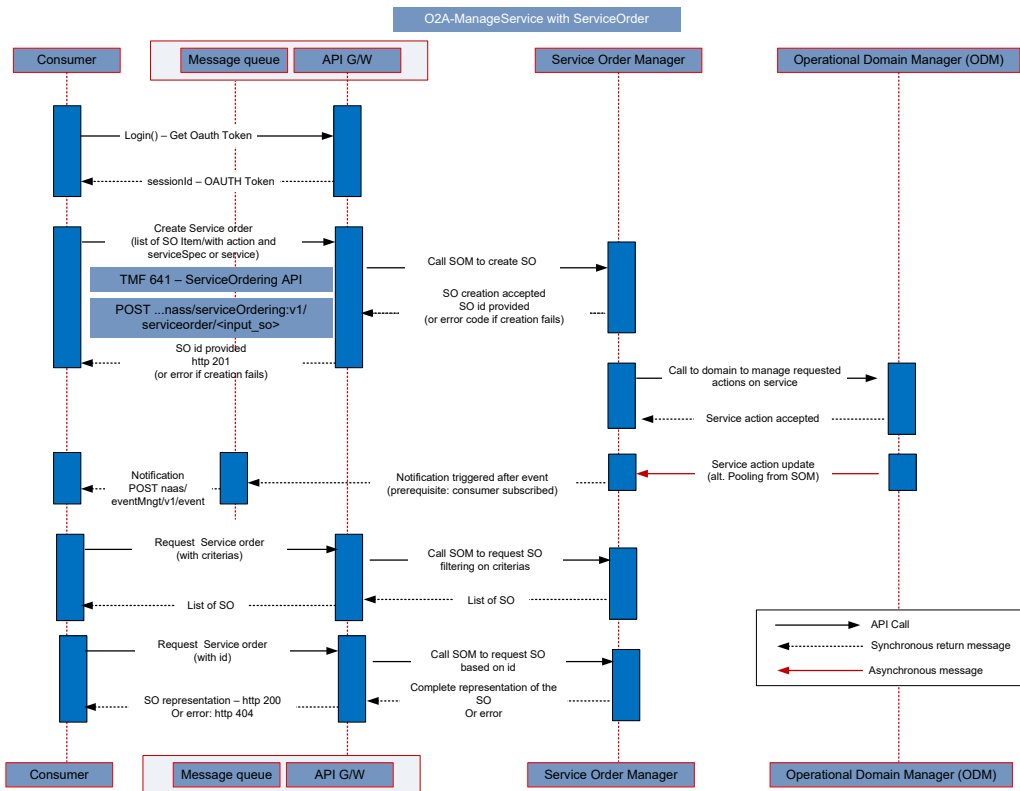 O2A-ManageService with ServiceOrder
Consumer
Message queue
API G/W
Service Order Manager
Operational Domain Manager (ODM)
Login() – Get Oauth Token
sessionId – OAUTH Token
Create Service order
(list of SO Item/with action and
serviceSpec or service)
TMF 641 – ServiceOrdering API
POST ...nass/serviceOrdering:v1/
serviceorder/<input_so>
Call SOM to create SO
SO creation accepted
SO id provided
(or error code if creation fails)
SO id provided
http 201
(or error if creation fails)
Call to domain to manage requested
actions on service
Service action accepted
Service action update
(alt. Pooling from SOM)
Notification triggered after event
(prerequisite: consumer subscribed)
Notification
POST naas/
eventMngt/v1/event
Request  Service order
(with criterias)
Call SOM to request SO
filtering on criterias
List of SO
List of SO
Request  Service order
(with id)
Call SOM to request SO
based on id
Complete representation of the
SO
Or error
SO representation – http 200
Or error: http 404
API Call
Synchronous return message
Asynchronous message
Consumer
Message queue
API G/W
Service Order Manager
Operational Domain Manager (ODM)